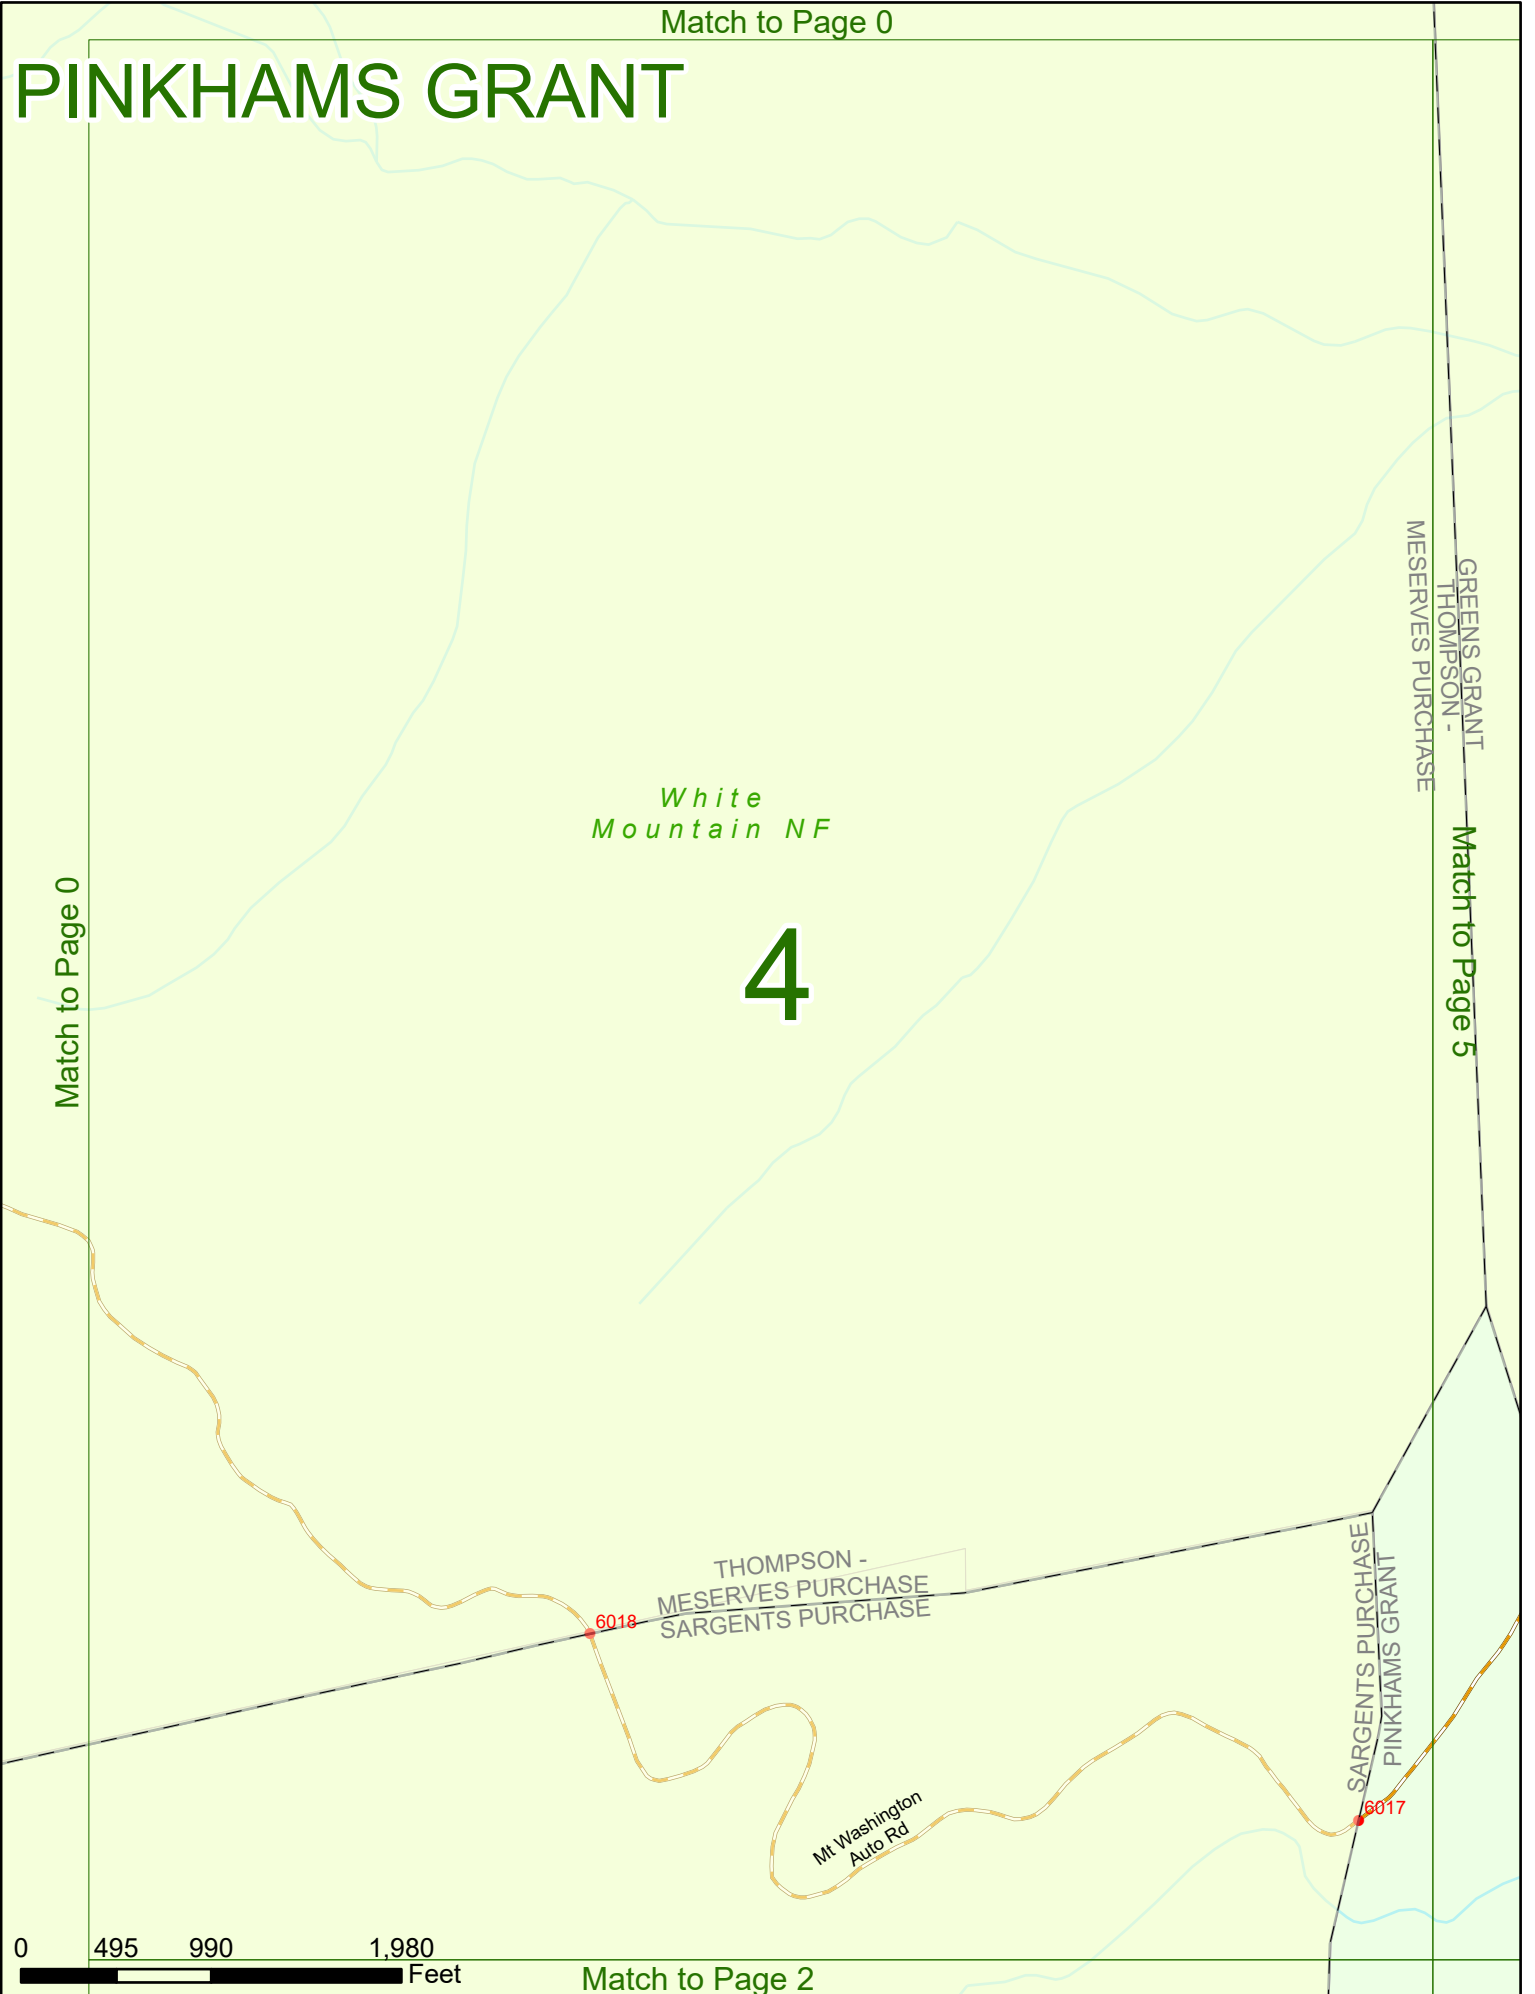 Match to Page 0
PINKHAMS GRANT
GREENS GRANT
THOMPSON -
MESERVES PURCHASE
White
Mountain NF
4
Match to Page 0
Match to Page 5
THOMPSON -
MESERVES PURCHASE
SARGENTS PURCHASE
6018
SARGENTS PURCHASE
PINKHAMS GRANT
6017
Mt Washington
Auto Rd
0 495 990 1,980
Feet
Match to Page 2